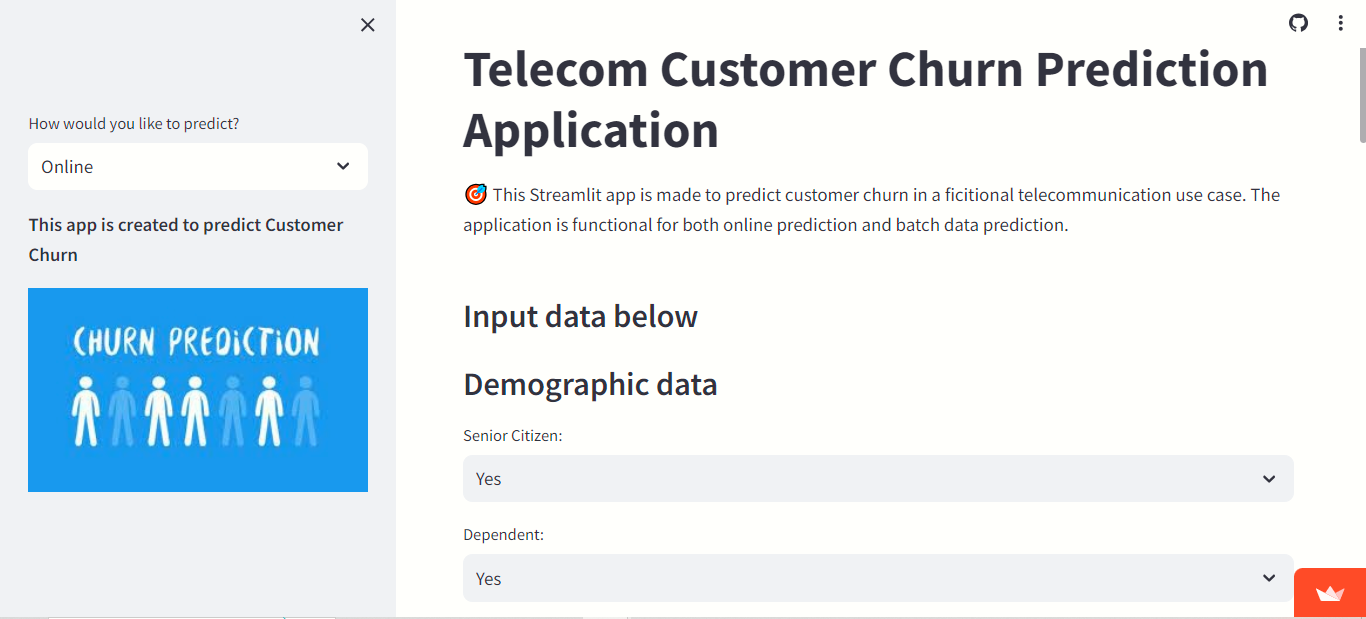 How would you like to predict?
Online
This app is created to predict Customer
Churn
CHURN PREDICTION
Telecom Customer Churn Prediction
Application
🎯 This Streamlit app is made to predict customer churn in a ficitional telecommunication use case. The
application is functional for both online prediction and batch data prediction.
Input data below
Demographic data
Senior Citizen:
Yes
Dependent:
Yes